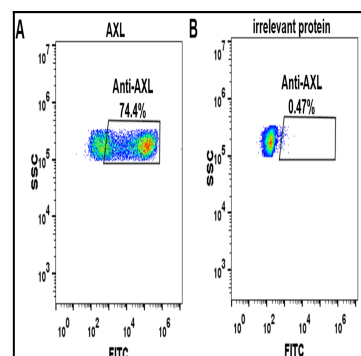 A
AXL
10^7
10^6
10^5
10^4
10^3
SSC
Anti-AXL
74.4%
10^0 10^2 10^4 10^6
FITC
B
irrelevant protein
10^7
10^6
10^5
10^4
10^3
SSC
Anti-AXL
0.47%
10^0 10^2 10^4 10^6
FITC